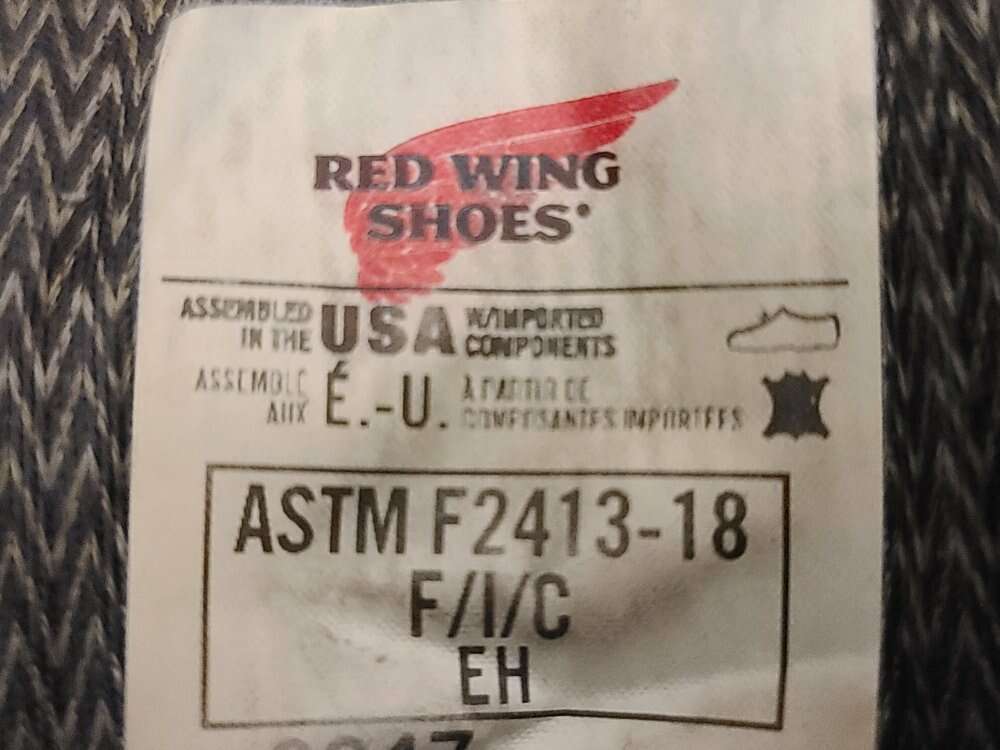 RED WING
SHOES
ASSEMBLED
IN THE
USA
W/IMPORTED
COMPONENTS
ASSEMBLÉ
AUX
É.-U.
À PARTIR DE
COMPOSANTES IMPORTÉES
ASTM F2413-18
F/I/C
EH